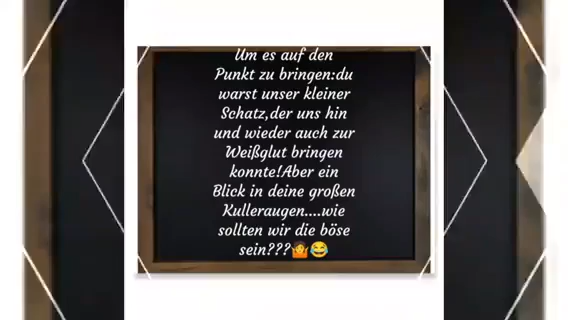 Um es auf den
Punkt zu bringen:du
warst unser kleiner
Schatz,der uns hin
und wieder auch zur
Weißglut bringen
konnte!Aber ein
Blick in deine großen
Kulleraugen....wie
sollten wir die böse
sein???🤷😂